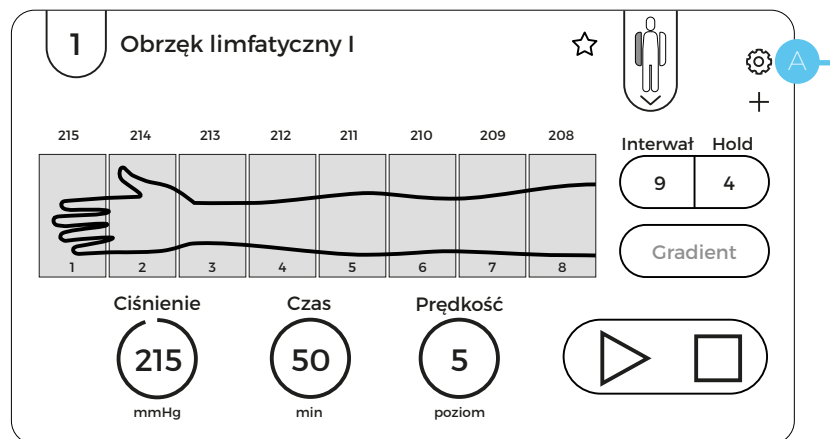 1 Obrzęk limfatyczny I
A
215 214 213 212 211 210 209 208
Interwał Hold
9 4
Gradient
1 2 3 4 5 6 7 8
Ciśnienie Czas Prędkość
215 50 5
mmHg min poziom